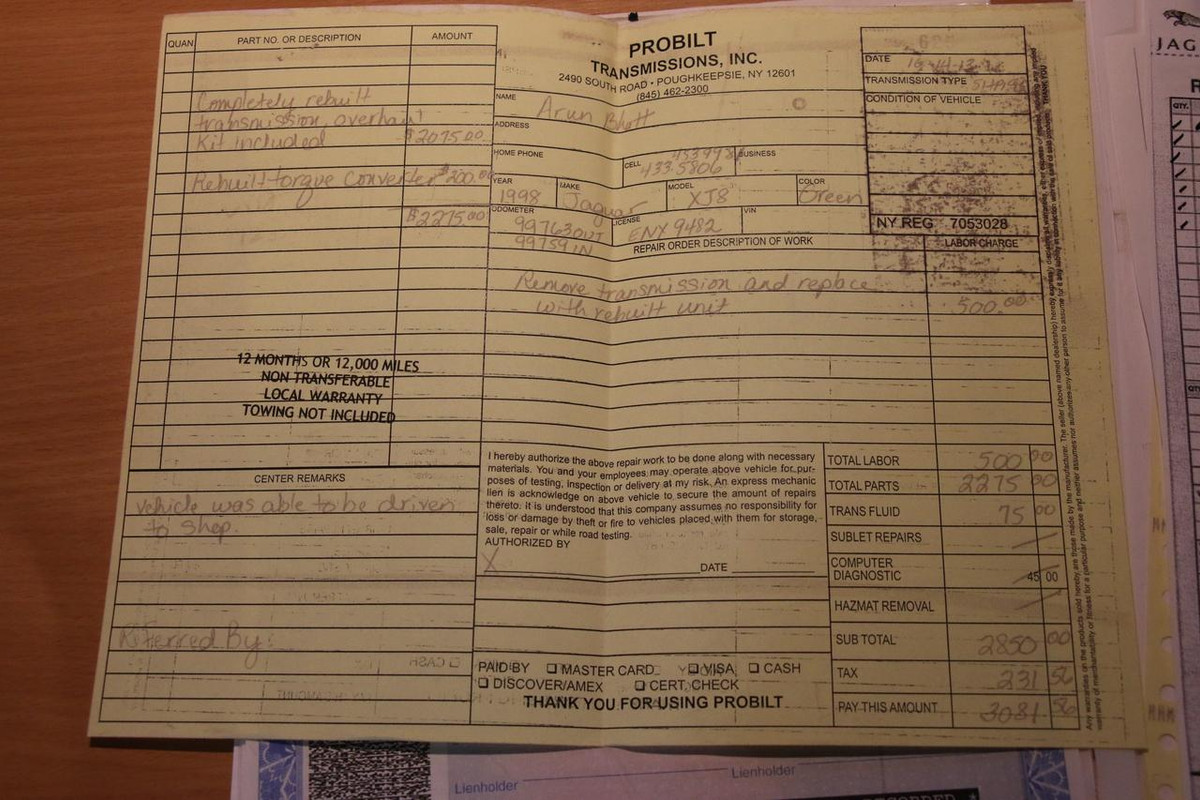 QUAN
PART NO. OR DESCRIPTION
AMOUNT
Completely rebuilt
transmission, overhaul
Kit included $2075.00
Rebuilt torque converter $200.00
$2275.00
12 MONTHS OR 12,000 MILES
NON TRANSFERABLE
LOCAL WARRANTY
TOWING NOT INCLUDED
CENTER REMARKS
vehicle was able to be driven
to shop.
Referred By:
PROBILT
TRANSMISSIONS, INC.
2490 SOUTH ROAD • POUGHKEEPSIE, NY 12601
(845) 462-2300
NAME Arun Bhatt
ADDRESS
HOME PHONE
CELL 433.5806
BUSINESS
YEAR 1998
MAKE Jaguar
MODEL XJ8
COLOR Green
ODOMETER 99763OUT
99759IN
LICENSE ENX 9482
VIN
DATE
TRANSMISSION TYPE
CONDITION OF VEHICLE
NY REG 7053028
REPAIR ORDER DESCRIPTION OF WORK
LABOR CHARGE
Remove transmission and replace
with rebuilt unit 500.00
I hereby authorize the above repair work to be done along with necessary
materials. You and your employees may operate above vehicle for pur-
poses of testing, inspection or delivery at my risk. An express mechanic
lien is acknowledge on above vehicle to secure the amount of repairs
thereto. It is understood that this company assumes no responsibility for
loss or damage by theft or fire to vehicles placed with them for storage,
sale, repair or while road testing.
AUTHORIZED BY
X DATE
PAID BY MASTER CARD VISA CASH
DISCOVER/AMEX CERT. CHECK
THANK YOU FOR USING PROBILT
TOTAL LABOR 500 00
TOTAL PARTS 2275 00
TRANS FLUID 75 00
SUBLET REPAIRS
COMPUTER
DIAGNOSTIC 45 00
HAZMAT REMOVAL
SUB TOTAL 2850 00
TAX 231 56
PAY THIS AMOUNT 3081 56
THANK YOU
JAG
QTY.
Lienholder
Lienholder